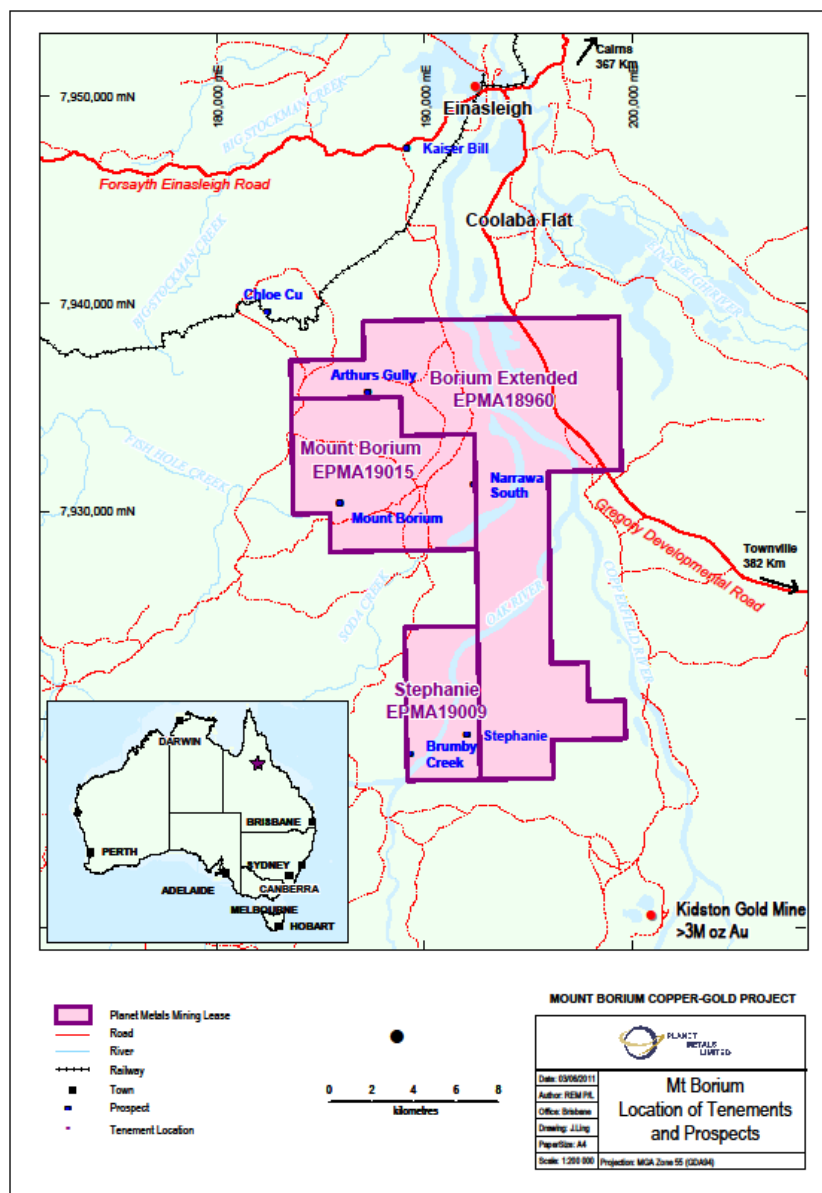 180,000 mE
190,000 mE
200,000 mE
Cairns
367 Km
7,950,000 mN
Einasleigh
BIG STOCKMAN CREEK
Kaiser Bill
Forsayth Einasleigh Road
Coolaba Flat
EINASLEIGH RIVER
BIG STOCKMAN CREEK
Chloe Cu
7,940,000 mN
Arthurs Gully
Borium Extended
EPMA18960
Mount Borium
EPMA19015
FISH HOLE CREEK
Narrawa
South
7,930,000 mN
Mount Borium
Gregory Developmental Road
Townville
382 Km
SODA CREEK
OAK RIVER
COPPERFIELD RIVER
Stephanie
EPMA19009
Stephanie
Brumby
Creek
DARWIN
BRISBANE
PERTH
SYDNEY
ADELAIDE
CANBERRA
MELBOURNE
HOBART
Kidston Gold Mine
>3M oz Au
MOUNT BORIUM COPPER-GOLD PROJECT
Planet Metals Mining Lease
Road
River
Railway
Town
Prospect
Tenement Location
0 2 4 6 8
kilometres
PLANET
METALS
LIMITED
Date: 03/06/2011
Author: REM P/L
Office: Brisbane
Drawing: J.Ling
PaperSize: A4
Scale: 1:200 000
Mt Borium
Location of Tenements
and Prospects
Projection: MGA Zone 55 (GDA94)